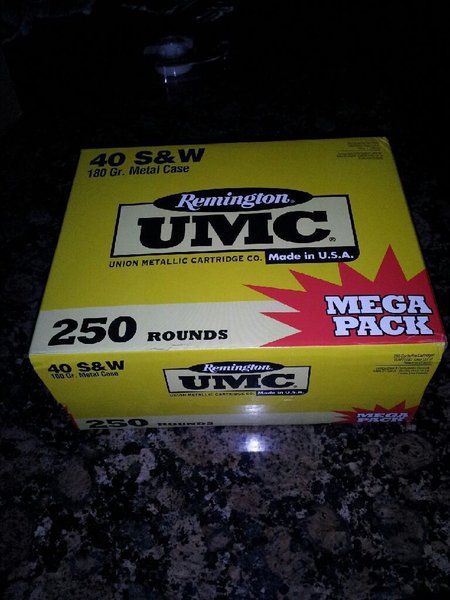 40 S&W
180 Gr. Metal Case
Remington®
UMC®
UNION METALLIC CARTRIDGE CO. Made in U.S.A.
MEGA
PACK
250 ROUNDS
40 S&W
180 Gr. Metal Case
Remington
UMC
UNION METALLIC CARTRIDGE CO. Made in U.S.A.
MEGA
PACK
250 ROUNDS